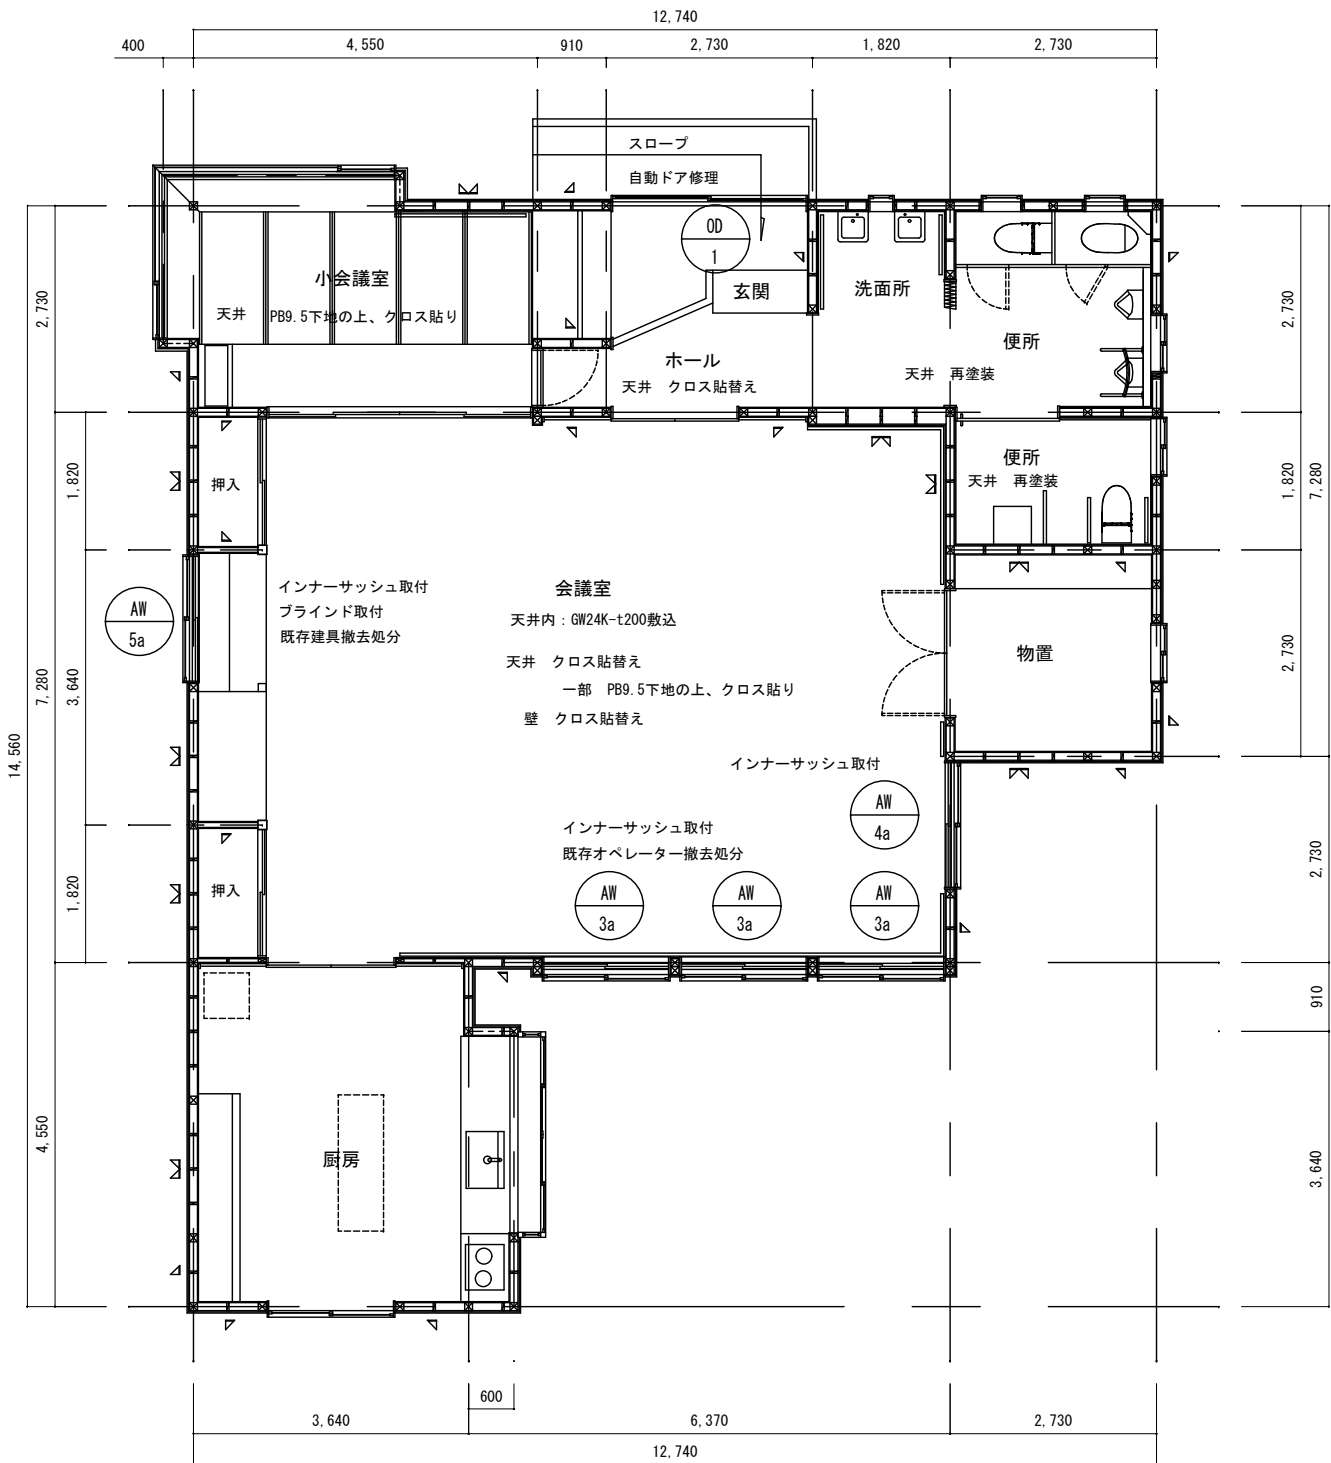 12,740
400
4,550
910
2,730
1,820
2,730
スロープ
自動ドア修理
OD
1
小会議室
天井 PB9.5下地の上、クロス貼り
玄関
洗面所
ホール
天井 クロス貼替え
便所
天井 再塗装
2,730
2,730
押入
便所
天井 再塗装
1,820
1,820
7,280
AW
5a
インナーサッシュ取付
ブラインド取付
既存建具撤去処分
会議室
天井内：GW24K-t200敷込
天井 クロス貼替え
一部 PB9.5下地の上、クロス貼り
壁 クロス貼替え
物置
2,730
14,560
7,280
3,640
インナーサッシュ取付
AW
4a
インナーサッシュ取付
既存オペレーター撤去処分
AW
3a
AW
3a
AW
3a
押入
1,820
2,730
910
厨房
4,550
3,640
600
3,640
6,370
2,730
12,740